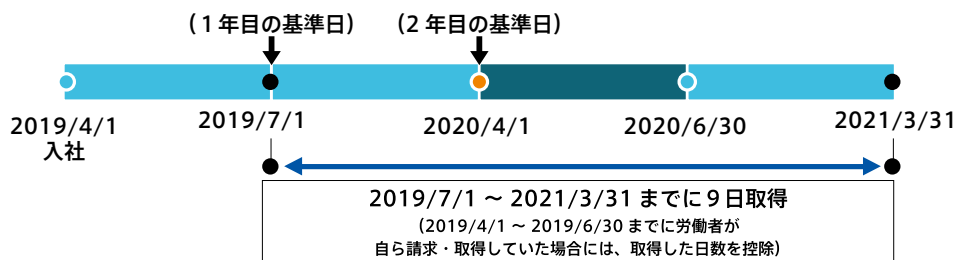 (1年目の基準日)
(2年目の基準日)
2019/4/1
入社
2019/7/1
2020/4/1
2020/6/30
2021/3/31
2019/7/1 ～ 2021/3/31 までに9日取得
(2019/4/1 ～ 2019/6/30 までに労働者が
自ら請求・取得していた場合には、取得した日数を控除)